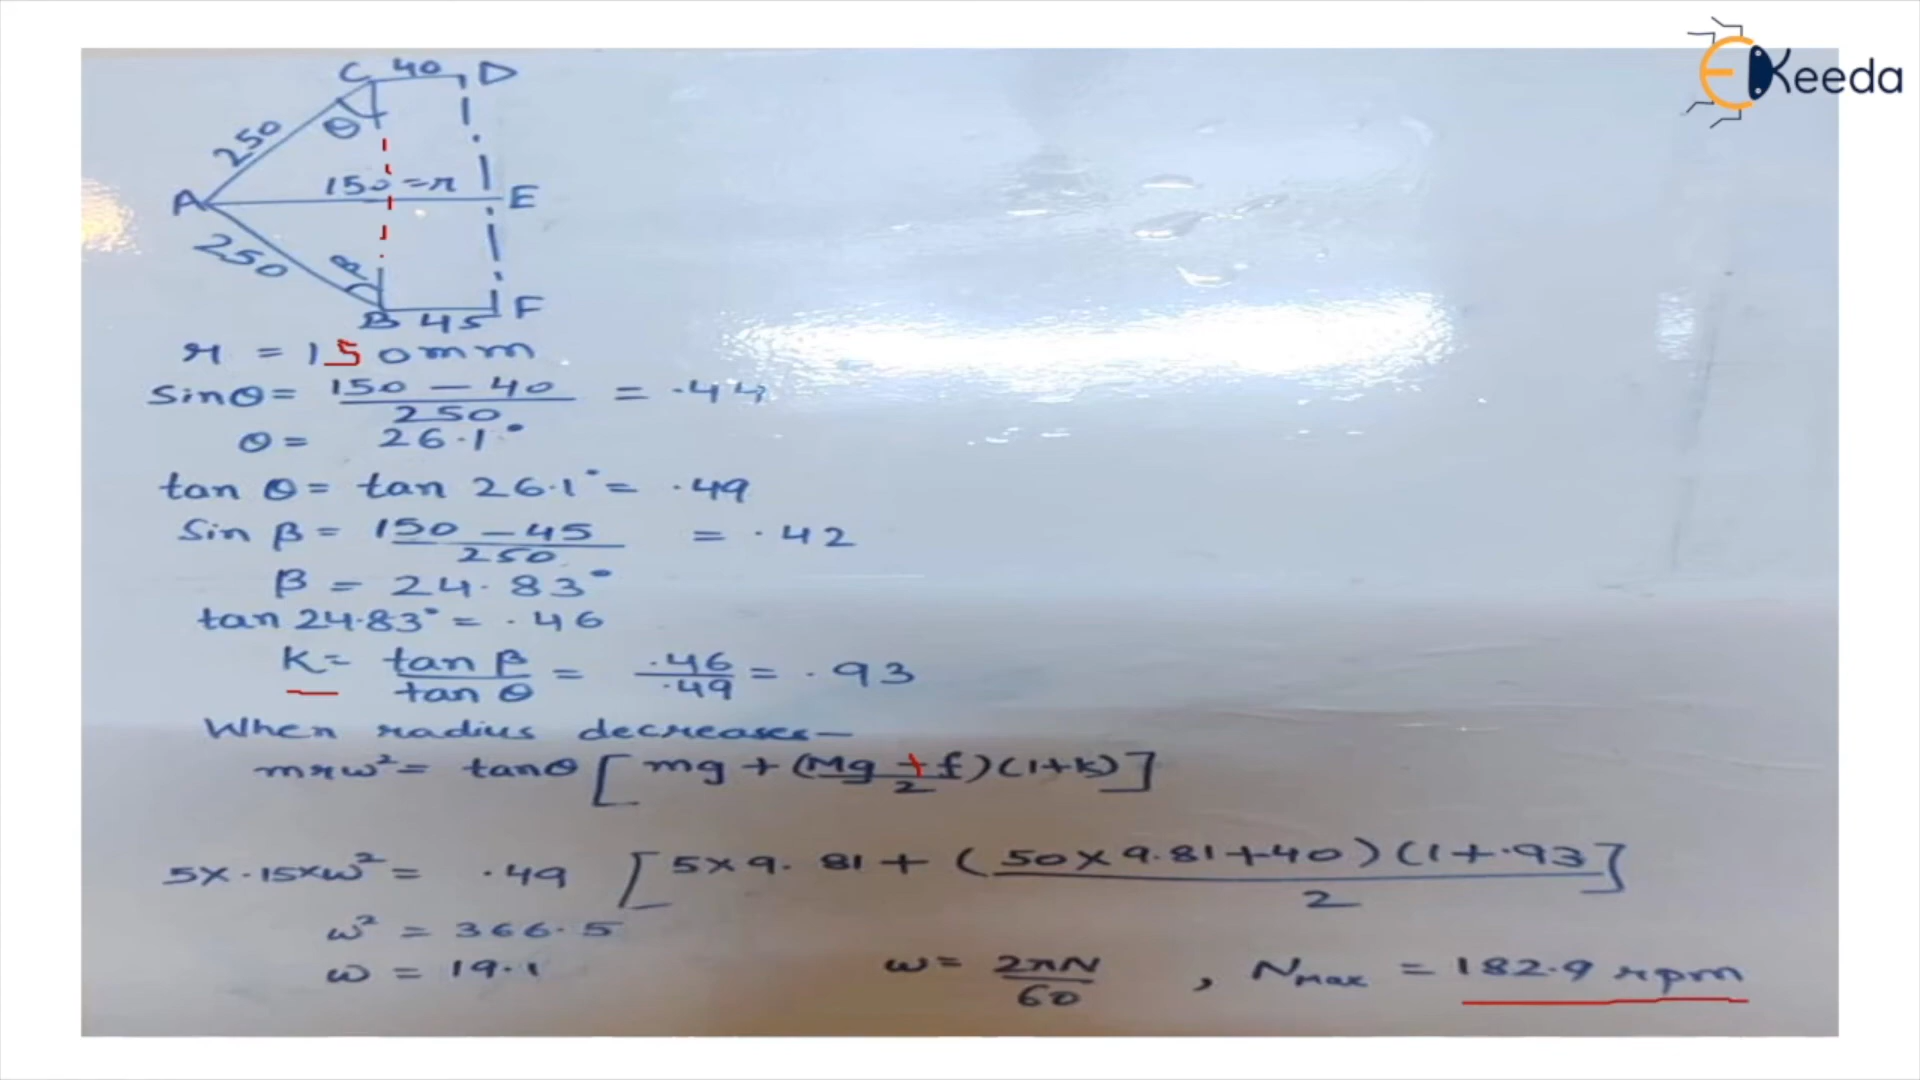 EKeeda
C 40 D
250
θ
150=r
A E
250
β
B 45 F
r = 150mm
Sinθ= 150 - 40 / 250 = .44
θ= 26.1°
tan θ= tan 26.1°= .49
Sin β= 150 - 45 / 250 = .42
β = 24.83°
tan 24.83°= .46
K= tan β / tan θ = .46 / .49 = .93
When radius decreases-
mrω²= tanθ [ mg + (Mg + f / 2)(1+k)]
5×.15×ω²= .49 [5×9.81+ (50×9.81+40)(1+.93 / 2]
ω² = 366.5
ω = 19.1 ω= 2πN / 60 , NMax = 182.9 rpm